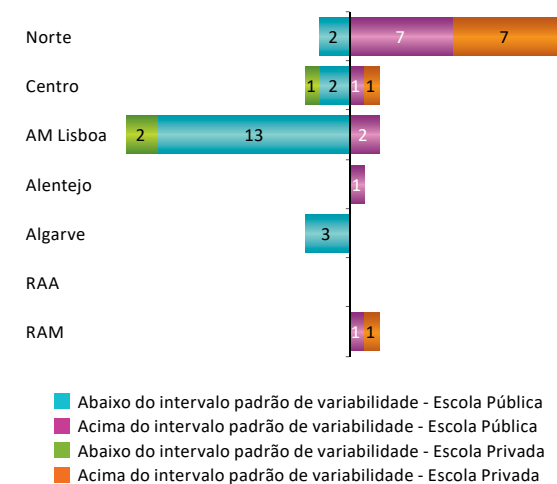 Norte 2 7 7
Centro 1 2 1 1
AM Lisboa 2 13 2
Alentejo 1
Algarve 3
RAA
RAM 1 1
Abaixo do intervalo padrão de variabilidade - Escola Pública
Acima do intervalo padrão de variabilidade - Escola Pública
Abaixo do intervalo padrão de variabilidade - Escola Privada
Acima do intervalo padrão de variabilidade - Escola Privada